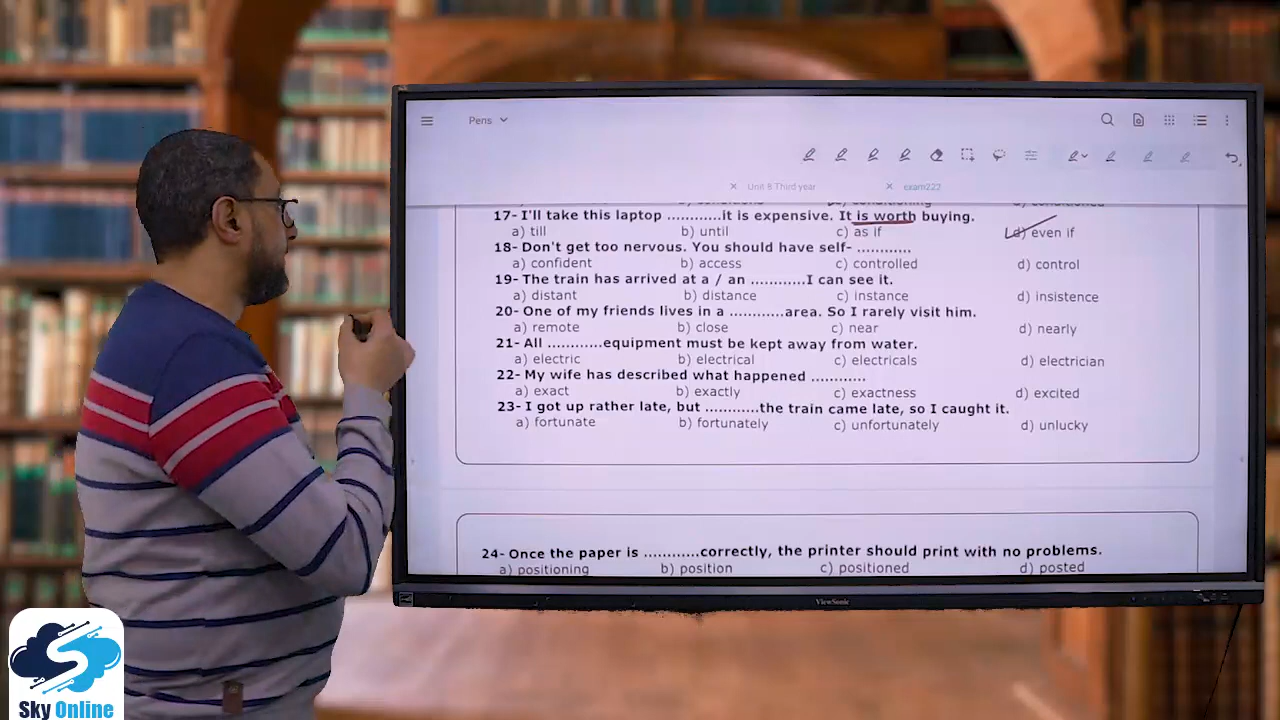 Pens
Unit 8 Third year
exam222
17- I'll take this laptop ............it is expensive. It is worth buying.
a) till b) until c) as if d) even if
18- Don't get too nervous. You should have self- ............
a) confident b) access c) controlled d) control
19- The train has arrived at a / an ............I can see it.
a) distant b) distance c) instance d) insistence
20- One of my friends lives in a ............area. So I rarely visit him.
a) remote b) close c) near d) nearly
21- All ............equipment must be kept away from water.
a) electric b) electrical c) electricals d) electrician
22- My wife has described what happened ............
a) exact b) exactly c) exactness d) excited
23- I got up rather late, but ............the train came late, so I caught it.
a) fortunate b) fortunately c) unfortunately d) unlucky
24- Once the paper is ............correctly, the printer should print with no problems.
a) positioning b) position c) positioned d) posted
ViewSonic
Sky Online